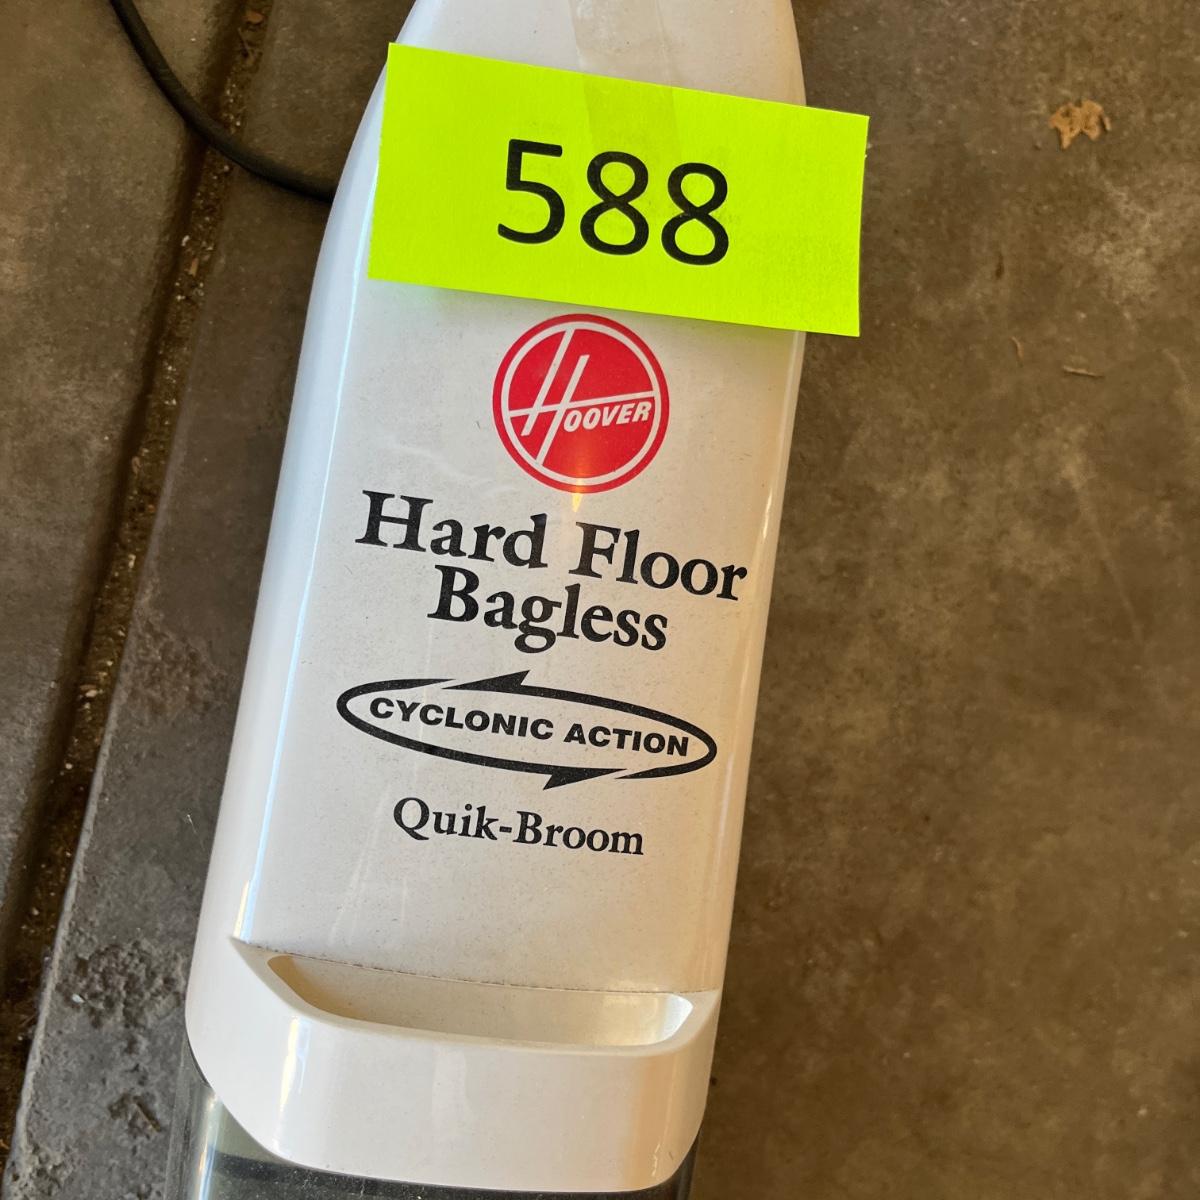 588
HOOVER
Hard Floor
Bagless
CYCLONIC ACTION
Quik-Broom